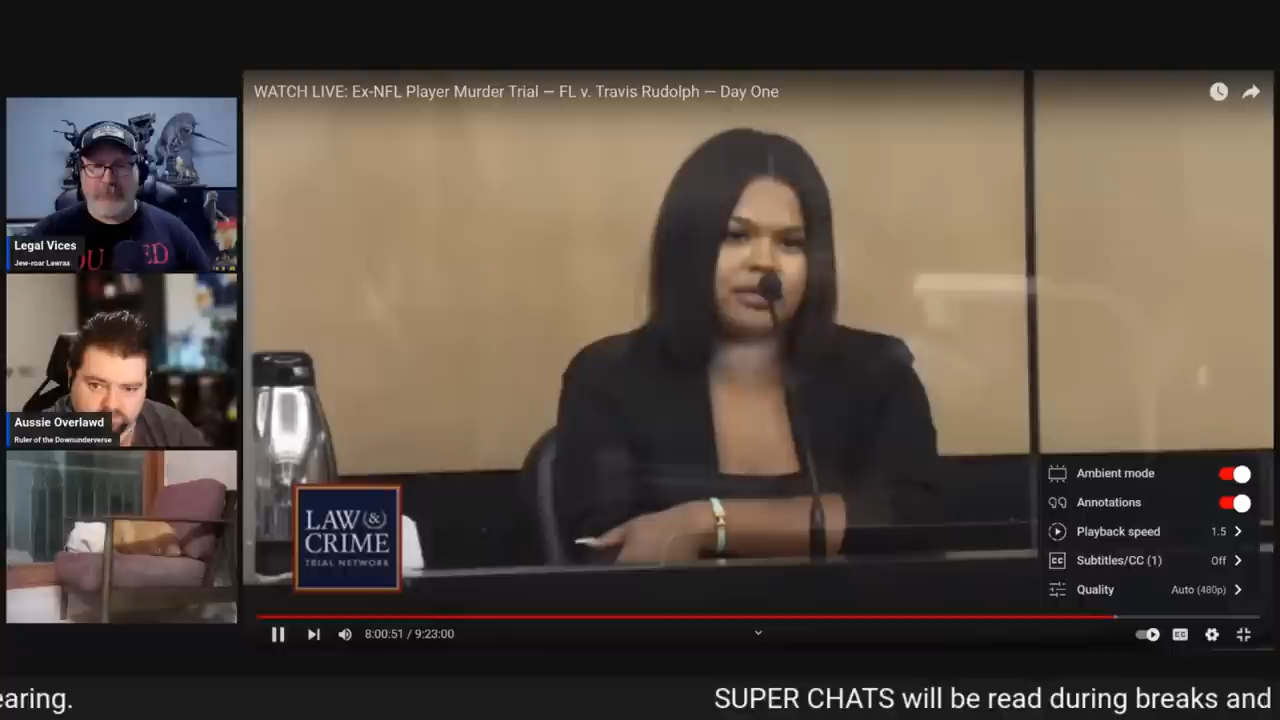 WATCH LIVE: Ex-NFL Player Murder Trial — FL v. Travis Rudolph — Day One
Legal Vices
Jew-roar Lawrax
Aussie Overlawd
Ruler of the Downunderverse
LAW &
CRIME
TRIAL NETWORK
Ambient mode
Annotations
Playback speed 1.5
CC Subtitles/CC (1) Off
Quality Auto (480p)
8:00:51 / 9:23:00
CC
earing. SUPER CHATS will be read during breaks and